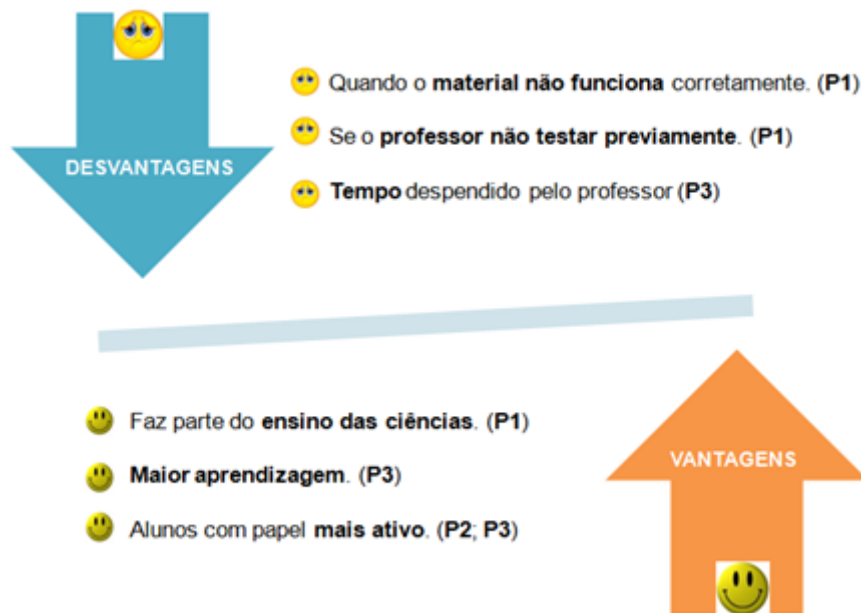 Quando o material não funciona corretamente. (P1)
Se o professor não testar previamente. (P1)
DESVANTAGENS
Tempo despendido pelo professor (P3)
Faz parte do ensino das ciências. (P1)
VANTAGENS
Maior aprendizagem. (P3)
Alunos com papel mais ativo. (P2; P3)